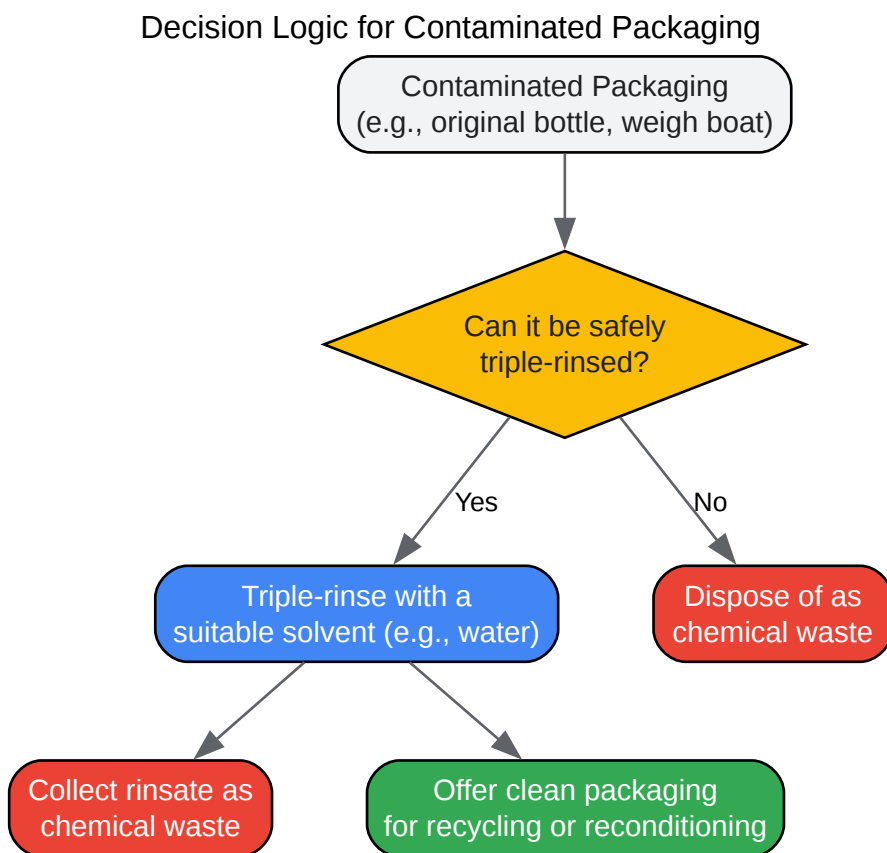 Decision Logic for Contaminated Packaging
Contaminated Packaging
(e.g., original bottle, weigh boat)
Can it be safely
triple-rinsed?
Yes
No
Triple-rinse with a
suitable solvent (e.g., water)
Dispose of as
chemical waste
Collect rinsate as
chemical waste
Offer clean packaging
for recycling or reconditioning